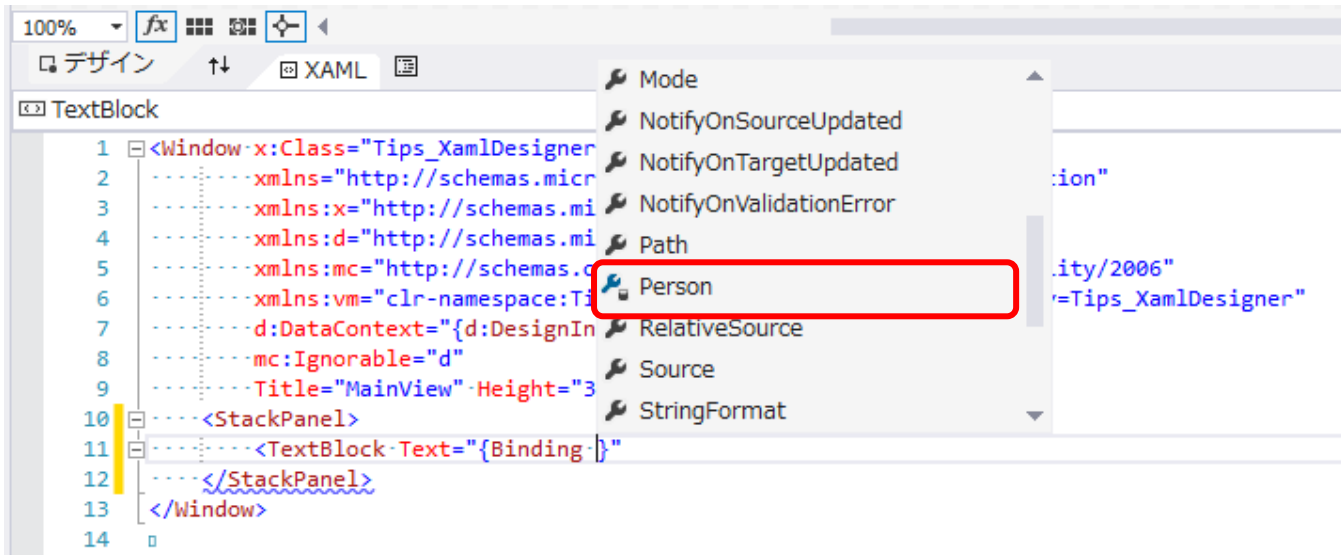 100%
デザイン
XAML
TextBlock
1 <Window x:Class="Tips_XamlDesigner
2 xmlns="http://schemas.micr ion"
3 xmlns:x="http://schemas.mi
4 xmlns:d="http://schemas.mi
5 xmlns:mc="http://schemas.c ity/2006"
6 xmlns:vm="clr-namespace:Ti y=Tips_XamlDesigner"
7 d:DataContext="{d:DesignIn
8 mc:Ignorable="d"
9 Title="MainView" Height="3
10 <StackPanel>
11 <TextBlock Text="{Binding }"
12 </StackPanel>
13 </Window>
14
Mode
NotifyOnSourceUpdated
NotifyOnTargetUpdated
NotifyOnValidationError
Path
Person
RelativeSource
Source
StringFormat